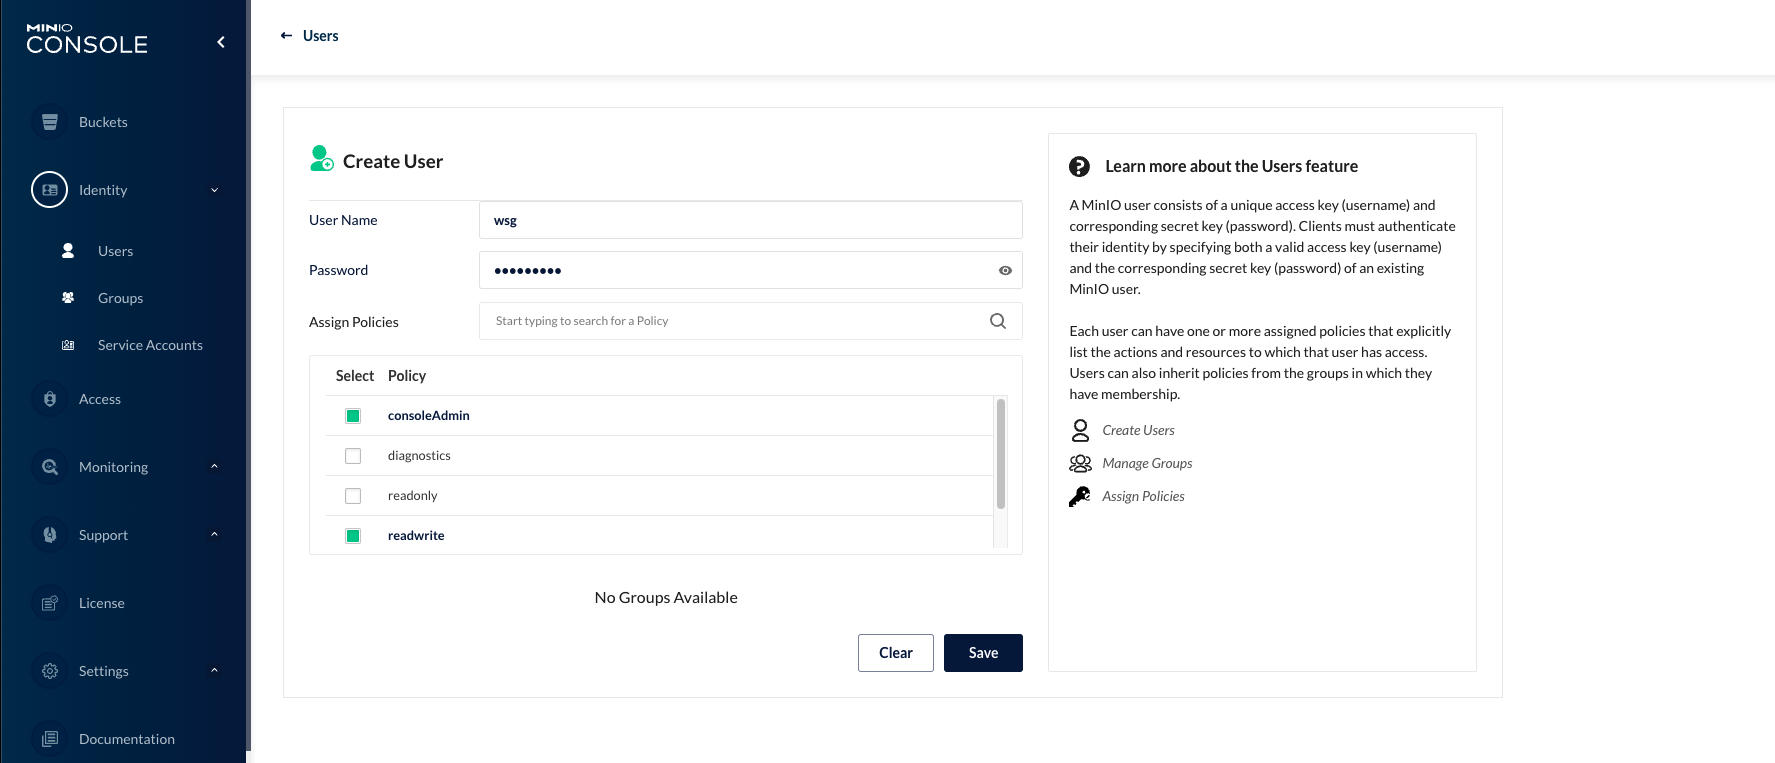 MINIO
CONSOLE
Buckets
Identity
Users
Groups
Service Accounts
Access
Monitoring
Support
License
Settings
Documentation
Users
Create User
User Name
wsg
Password
•••••••••
Assign Policies
Start typing to search for a Policy
Select Policy
consoleAdmin
diagnostics
readonly
readwrite
No Groups Available
Clear
Save
Learn more about the Users feature
A MinIO user consists of a unique access key (username) and
corresponding secret key (password). Clients must authenticate
their identity by specifying both a valid access key (username)
and the corresponding secret key (password) of an existing
MinIO user.
Each user can have one or more assigned policies that explicitly
list the actions and resources to which that user has access.
Users can also inherit policies from the groups in which they
have membership.
Create Users
Manage Groups
Assign Policies